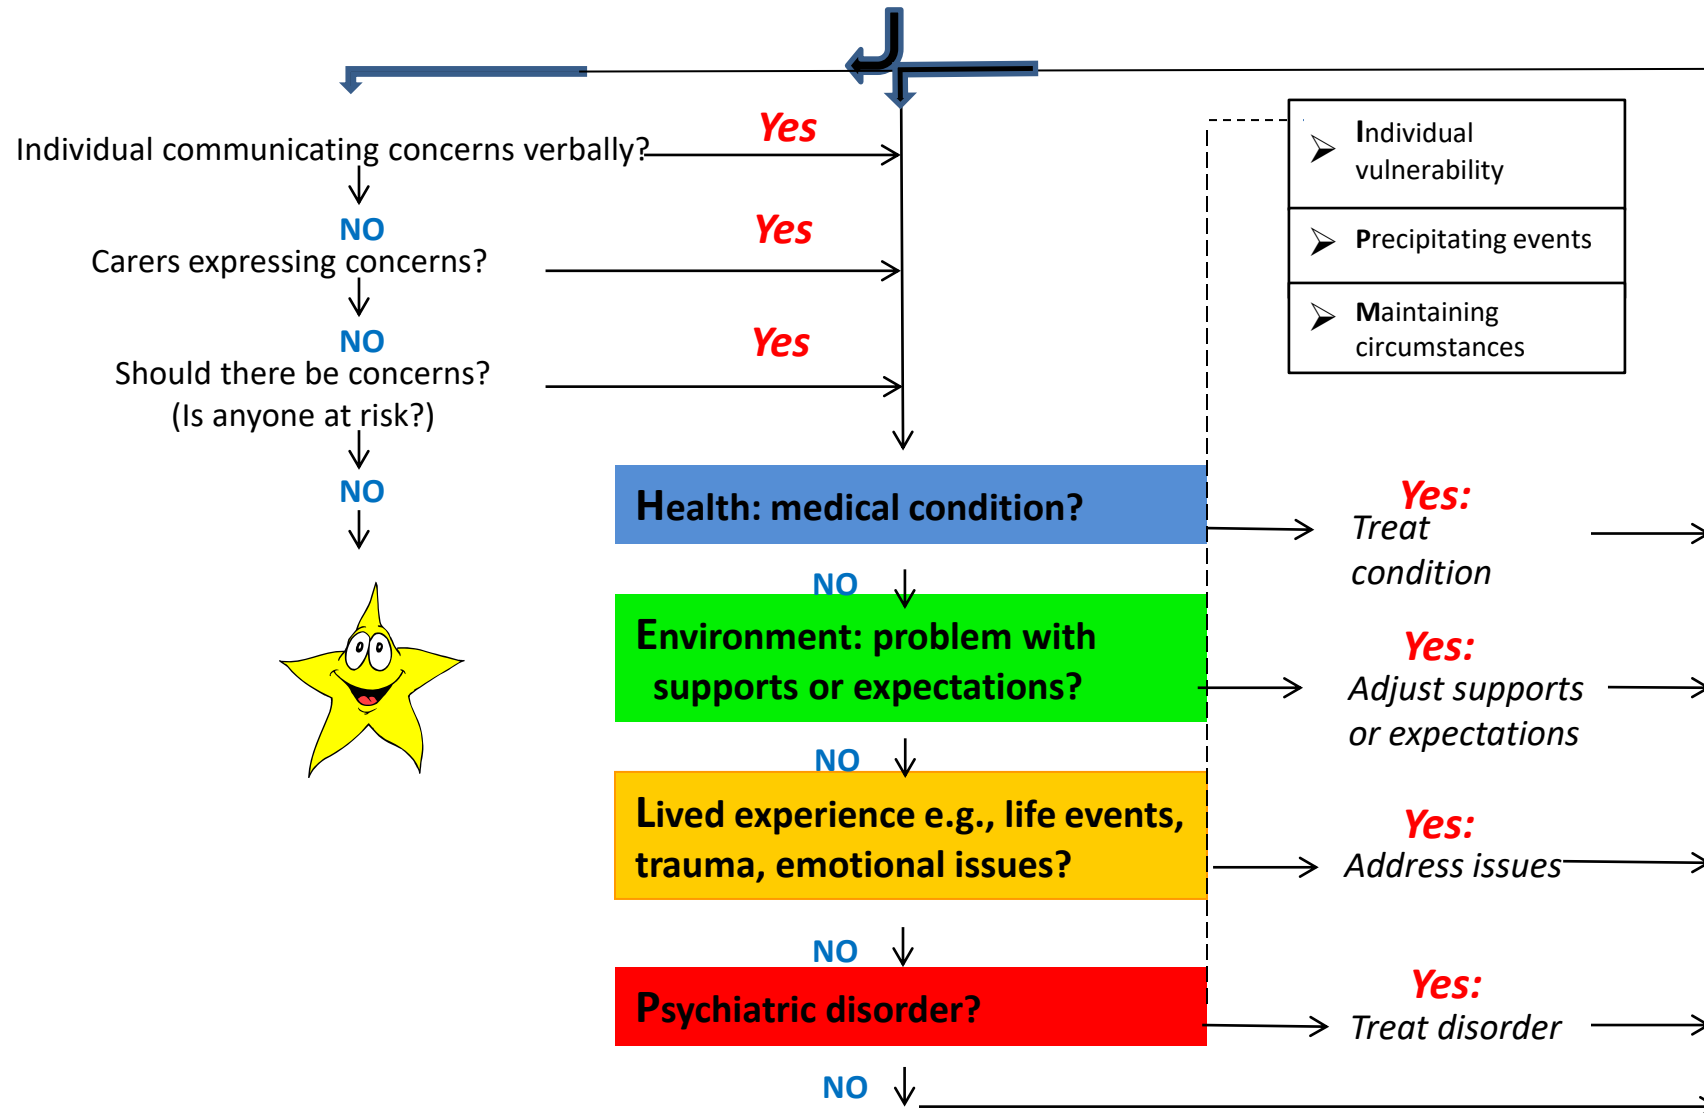 Individual communicating concerns verbally?
Yes
NO
Carers expressing concerns?
Yes
NO
Should there be concerns?
(Is anyone at risk?)
Yes
NO
Individual
vulnerability
Precipitating events
Maintaining
circumstances
Health: medical condition?
Yes:
Treat
condition
NO
Environment: problem with
supports or expectations?
Yes:
Adjust supports
or expectations
NO
Lived experience e.g., life events,
trauma, emotional issues?
Yes:
Address issues
NO
Psychiatric disorder?
Yes:
Treat disorder
NO